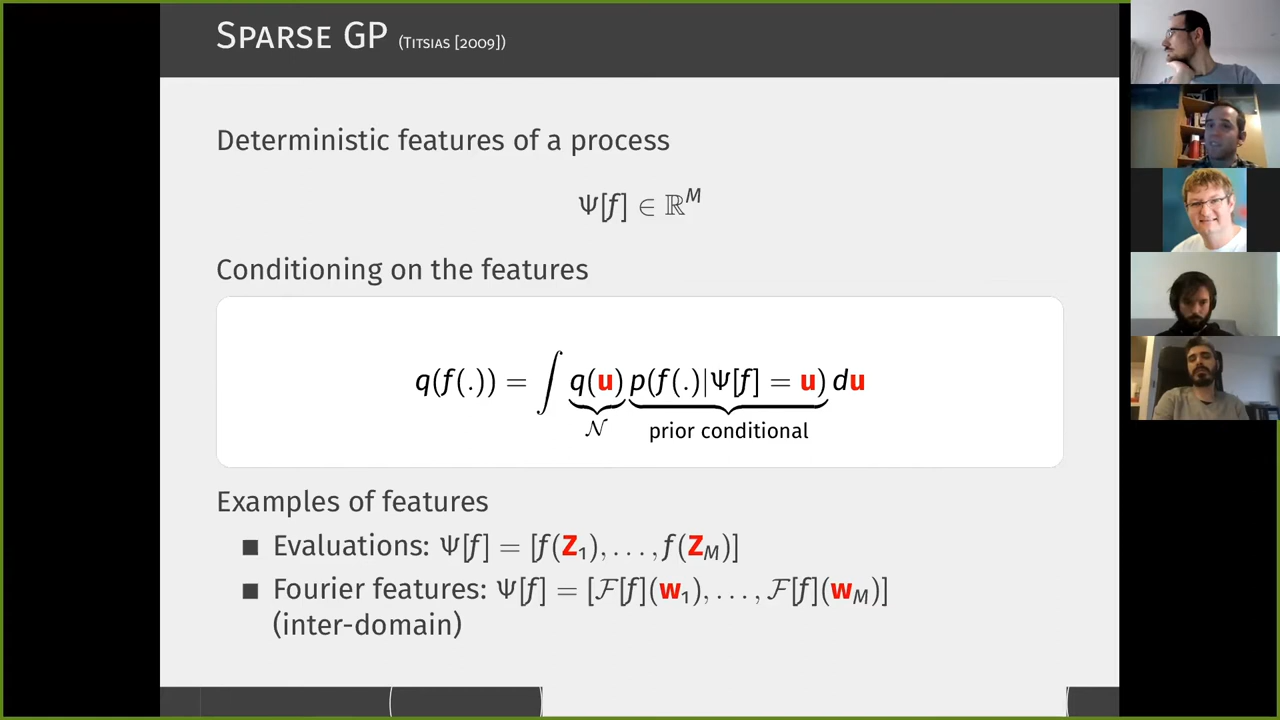 SPARSE GP (TITSIAS [2009])
Deterministic features of a process
Ψ[f] ∈ ℝ^M
Conditioning on the features
q(f(.)) = ∫ q(u) p(f(.)|Ψ[f] = u) du
𝒩 prior conditional
Examples of features
■ Evaluations: Ψ[f] = [f(Z₁), . . . , f(Z_M)]
■ Fourier features: Ψ[f] = [ℱ[f](w₁), . . . , ℱ[f](w_M)]
(inter-domain)